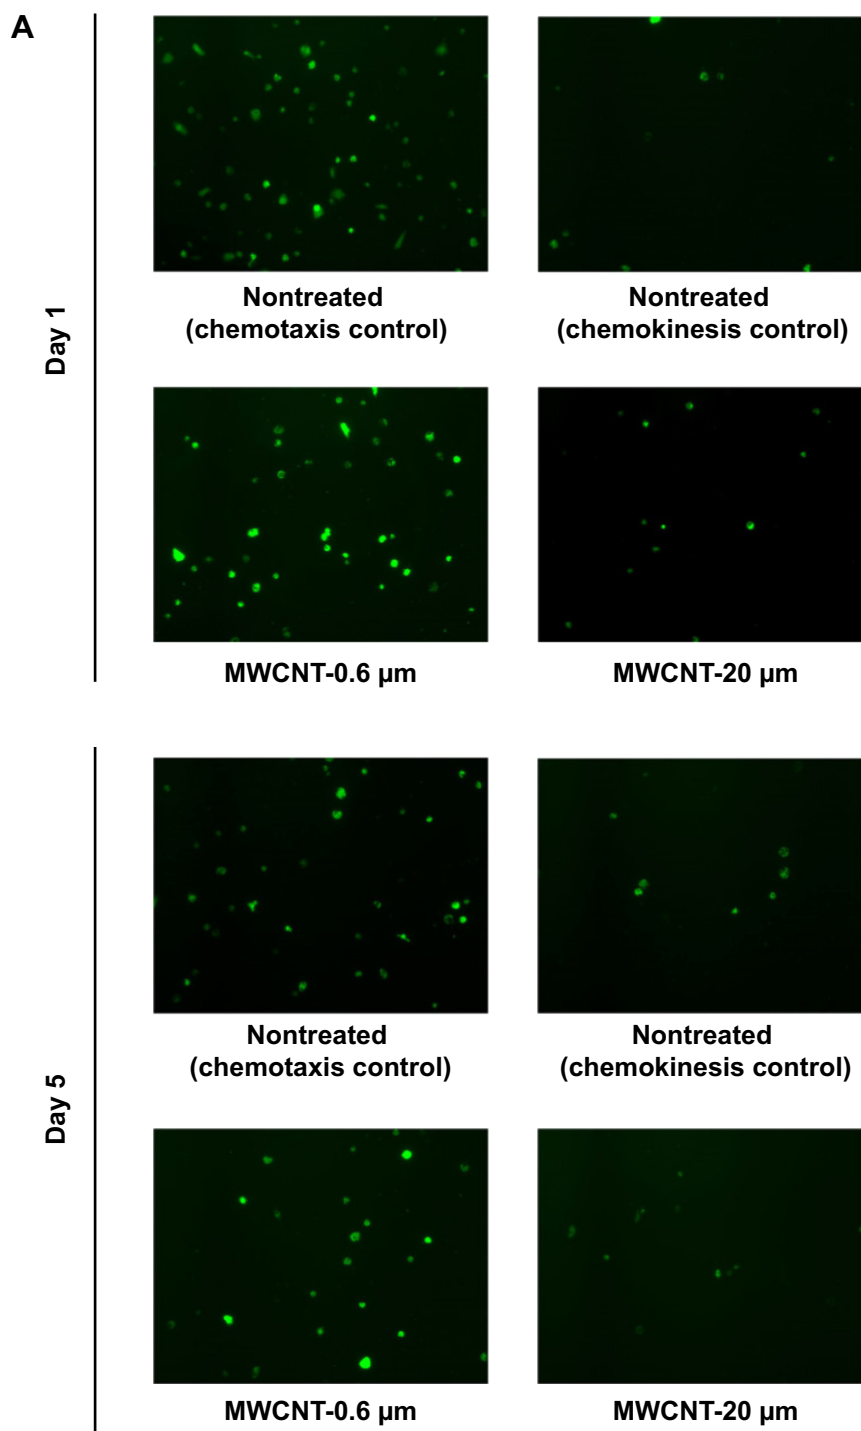 A
Day 1
Nontreated
(chemotaxis control)
Nontreated
(chemokinesis control)
MWCNT-0.6 µm
MWCNT-20 µm
Day 5
Nontreated
(chemotaxis control)
Nontreated
(chemokinesis control)
MWCNT-0.6 µm
MWCNT-20 µm